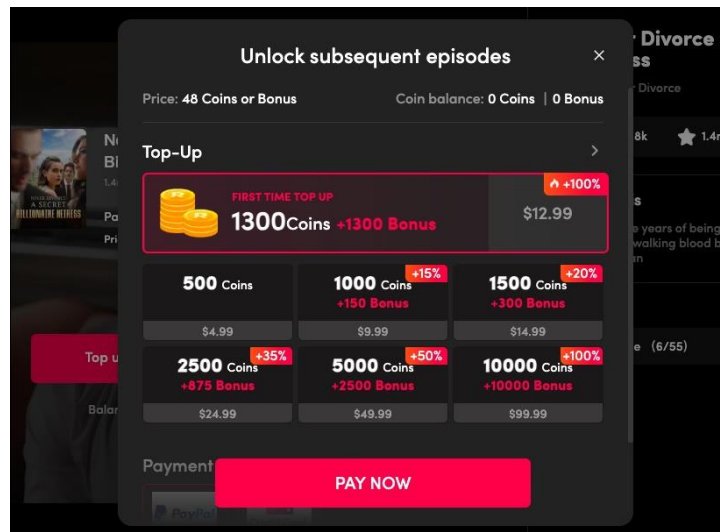 Unlock subsequent episodes
×
Price: 48 Coins or Bonus
Coin balance: 0 Coins | 0 Bonus
Top-Up
>
+100%
FIRST TIME TOP UP
1300Coins +1300 Bonus
$12.99
500 Coins
$4.99
+15%
1000 Coins
+150 Bonus
$9.99
+20%
1500 Coins
+300 Bonus
$14.99
+35%
2500 Coins
+875 Bonus
$24.99
+50%
5000 Coins
+2500 Bonus
$49.99
+100%
10000 Coins
+10000 Bonus
$99.99
Payment
PAY NOW
PayPal
A SECRET
Top u
Balan
Divorce
ss
Divorce
8k
1.4m
s
e years of being
walking blood b
an
e (6/55)